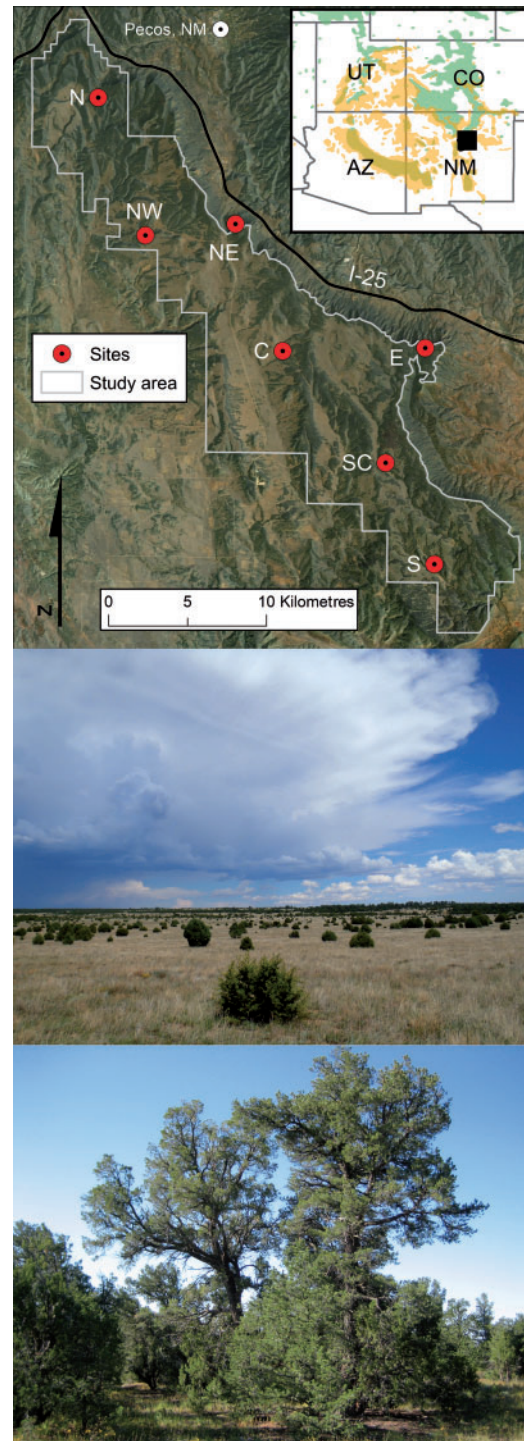 Pecos, NM
N
NW
NE
I-25
C
E
SC
S
UT
CO
AZ
NM
Sites
Study area
N
0 5 10 Kilometres